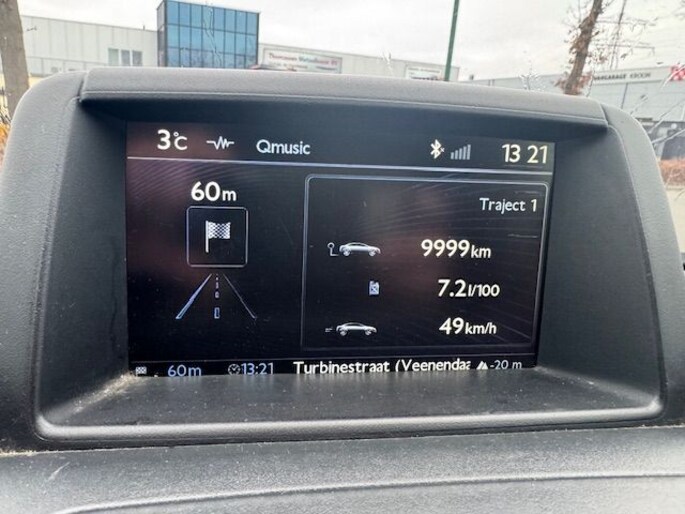 3°C Qmusic 13 21
60m
Traject 1
9999km
7.2l/100
49km/h
60m 13:21 Turbinestraat (Veenendaa -20 m